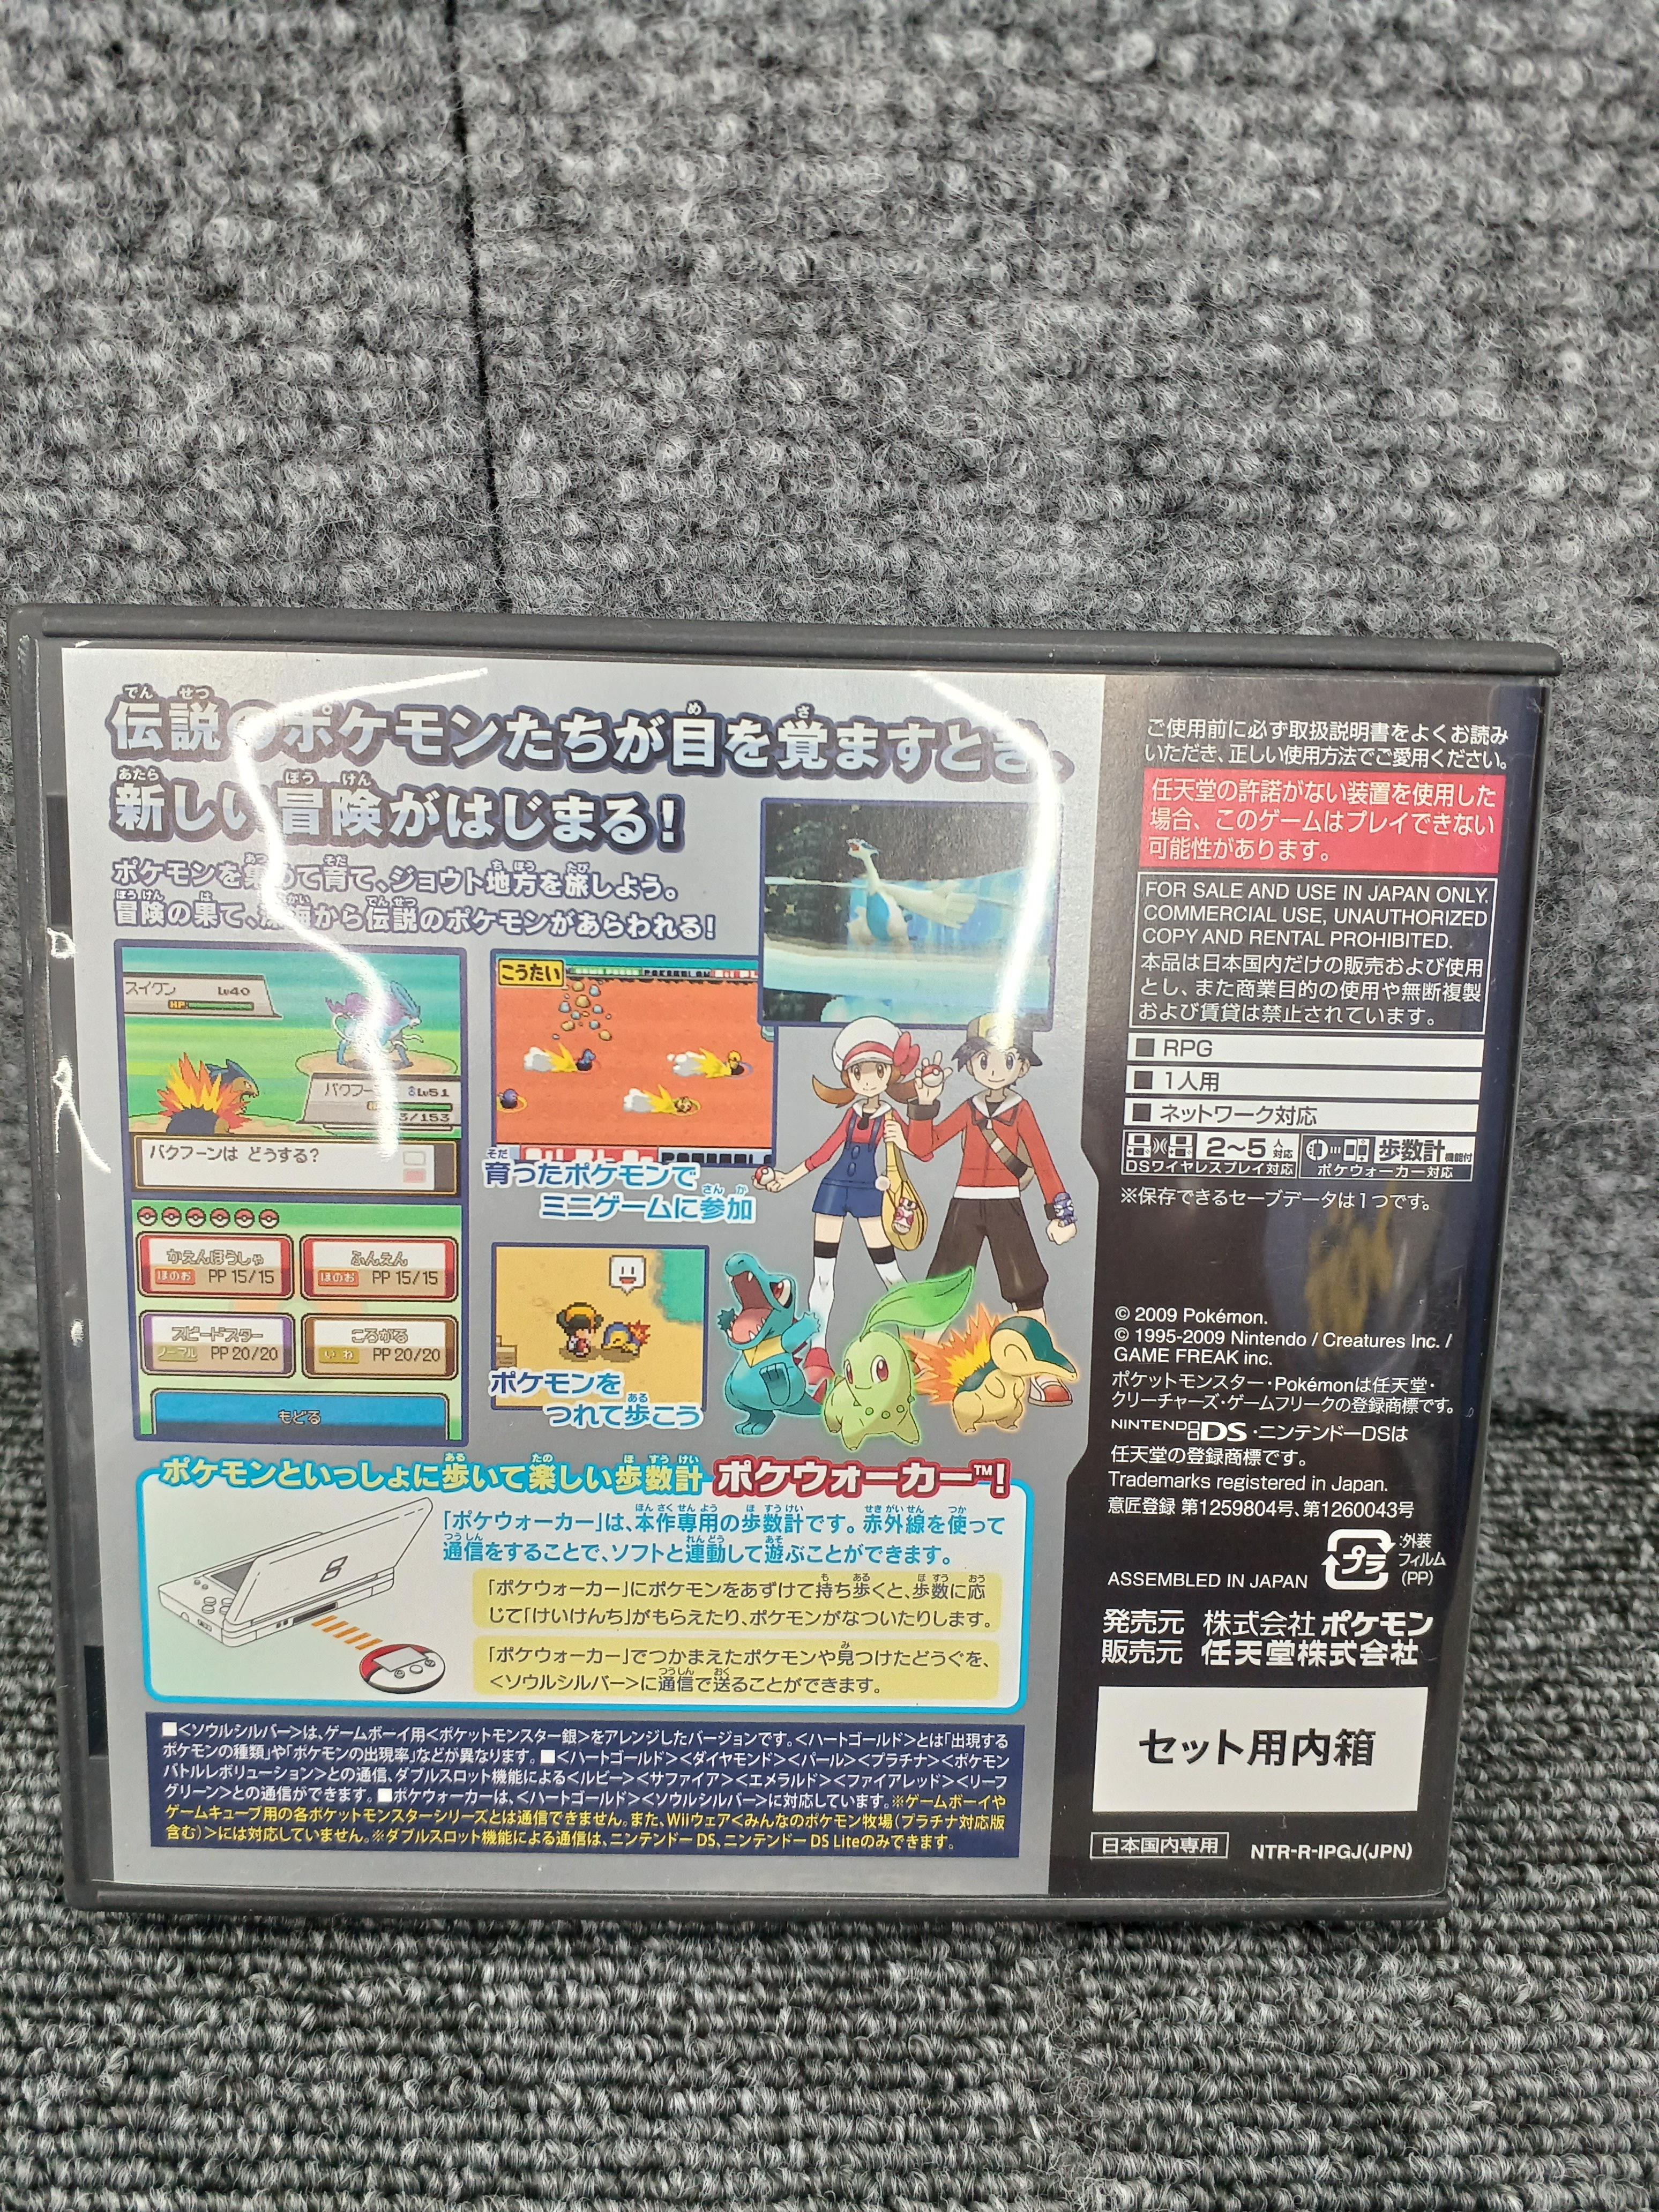 伝説のポケモンたちが目を覚ますとき、
新しい冒険がはじまる！
ポケモンを集めて育て、ジョウト地方を旅しよう。
冒険の果て、深海から伝説のポケモンがあらわれる！
スイクン Lv40
HP
バクフーン ♂Lv51
3/153
バクフーンは どうする？
かえんほうしゃ
ほのお PP 15/15
ふんえん
ほのお PP 15/15
スピードスター
ノーマル PP 20/20
ころがる
いわ PP 20/20
もどる
こうたい
育ったポケモンで
ミニゲームに参加
ポケモンを
つれて歩こう
ポケモンといっしょに歩いて楽しい歩数計 ポケウォーカー™！
「ポケウォーカー」は、本作専用の歩数計です。赤外線を使って
通信をすることで、ソフトと連動して遊ぶことができます。
「ポケウォーカー」にポケモンをあずけて持ち歩くと、歩数に応
じて「けいけんち」がもらえたり、ポケモンがなついたりします。
「ポケウォーカー」でつかまえたポケモンや見つけたどうぐを、
<ソウルシルバー>に通信で送ることができます。
■<ソウルシルバー>は、ゲームボーイ用<ポケットモンスター銀>をアレンジしたバージョンです。<ハートゴールド>とは「出現する
ポケモンの種類」や「ポケモンの出現率」などが異なります。■<ハートゴールド><ダイヤモンド><パール><プラチナ><ポケモン
バトルレボリューション>との通信、ダブルスロット機能による<ルビー><サファイア><エメラルド><ファイアレッド><リーフ
グリーン>との通信ができます。■ポケウォーカーは、<ハートゴールド><ソウルシルバー>に対応しています。※ゲームボーイや
ゲームキューブ用の各ポケットモンスターシリーズとは通信できません。また、Wiiウェア<みんなのポケモン牧場（プラチナ対応版
含む）>には対応していません。※ダブルスロット機能による通信は、ニンテンドーDS、ニンテンドーDS Liteのみできます。
ご使用前に必ず取扱説明書をよくお読み
いただき、正しい使用方法でご愛用ください。
任天堂の許諾がない装置を使用した
場合、このゲームはプレイできない
可能性があります。
FOR SALE AND USE IN JAPAN ONLY.
COMMERCIAL USE, UNAUTHORIZED
COPY AND RENTAL PROHIBITED.
本品は日本国内だけの販売および使用
とし、また商業目的の使用や無断複製
および賃貸は禁止されています。
■ RPG
■ 1人用
■ ネットワーク対応
2〜5人対応
DSワイヤレスプレイ対応
歩数計機能付
ポケウォーカー対応
※保存できるセーブデータは1つです。
© 2009 Pokémon.
© 1995-2009 Nintendo / Creatures Inc. /
GAME FREAK inc.
ポケットモンスター・Pokémonは任天堂・
クリーチャーズ・ゲームフリークの登録商標です。
NINTENDO DS・ニンテンドーDSは
任天堂の登録商標です。
Trademarks registered in Japan.
意匠登録 第1259804号、第1260043号
プラ
:外装
フィルム
(PP)
ASSEMBLED IN JAPAN
発売元 株式会社ポケモン
販売元 任天堂株式会社
セット用内箱
日本国内専用
NTR-R-IPGJ(JPN)